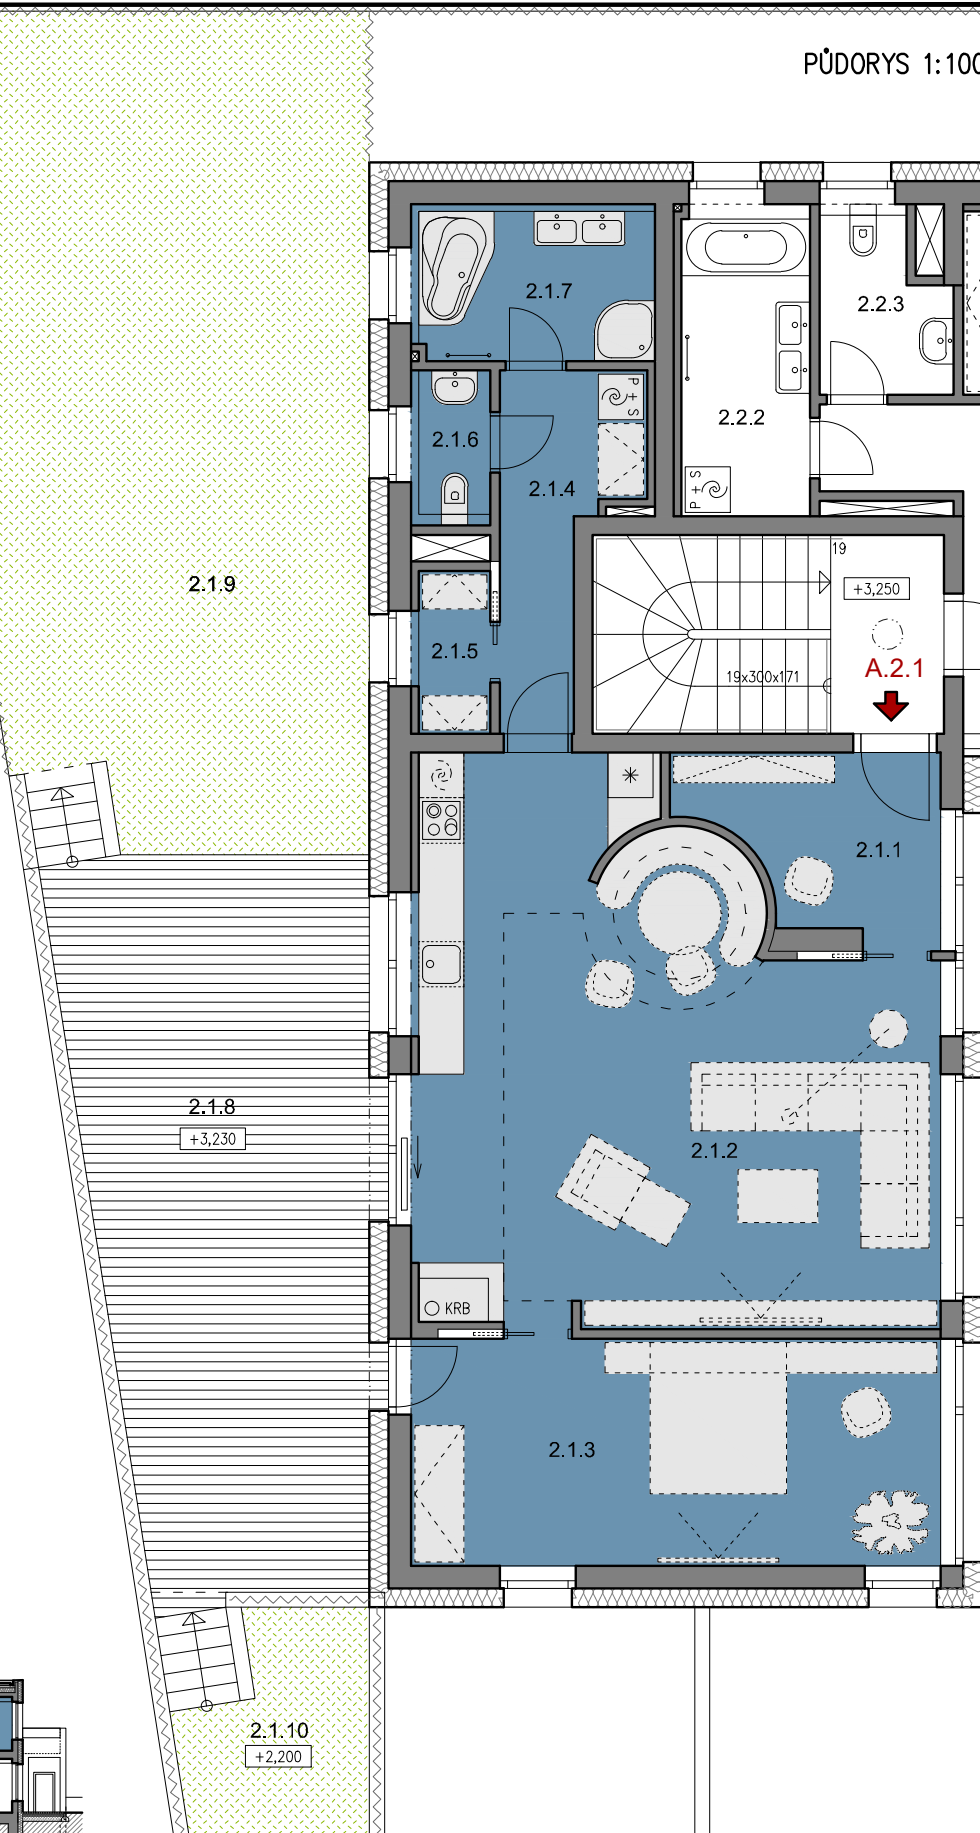 PŮDORYS 1:100
2.1.7
2.2.3
P + S
2.1.6
2.2.2
2.1.4
P + S
19
2.1.9
+3,250
2.1.5
A.2.1
19x300x171
2.1.1
2.1.8
+3,230
2.1.2
KRB
2.1.3
2.1.10
+2,200